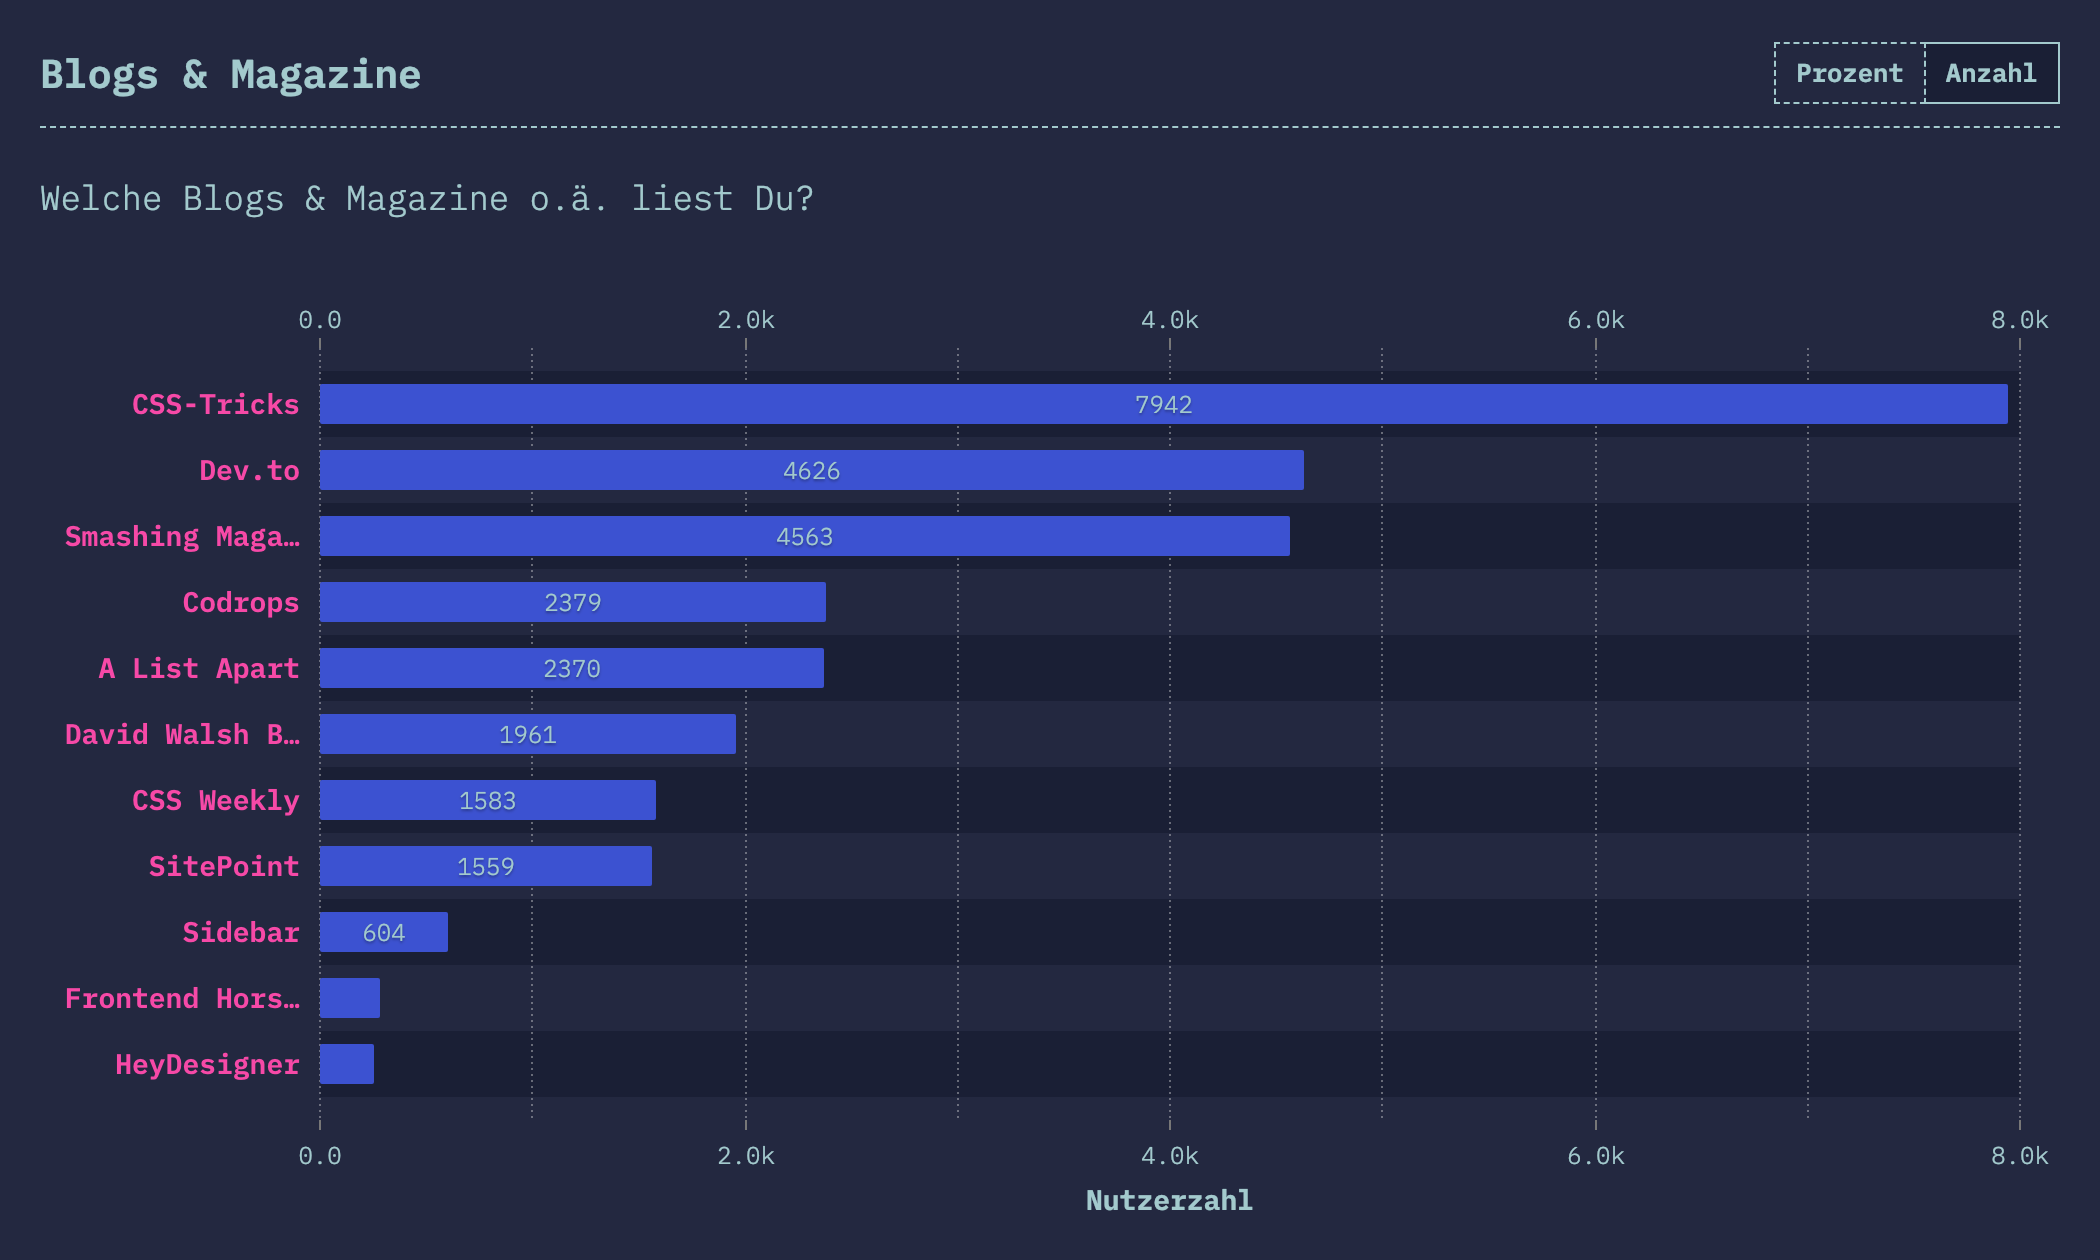 Blogs & Magazine
Prozent Anzahl
Welche Blogs & Magazine o.ä. liest Du?
0.0 2.0k 4.0k 6.0k 8.0k
CSS-Tricks 7942
Dev.to 4626
Smashing Maga… 4563
Codrops 2379
A List Apart 2370
David Walsh B… 1961
CSS Weekly 1583
SitePoint 1559
Sidebar 604
Frontend Hors…
HeyDesigner
0.0 2.0k 4.0k 6.0k 8.0k
Nutzerzahl